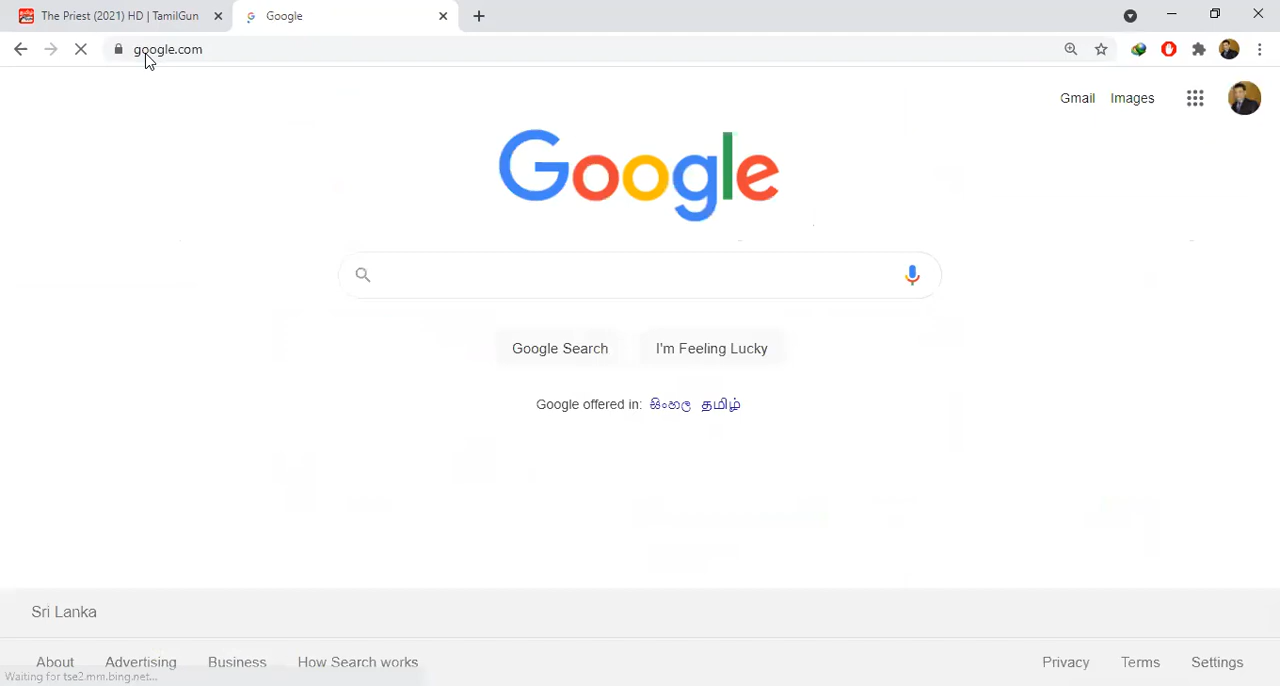 The Priest (2021) HD | TamilGun
Google
google.com
Gmail Images
Google
Google Search I'm Feeling Lucky
Google offered in: සිංහල தமிழ்
Sri Lanka
About Advertising Business How Search works Privacy Terms Settings
Waiting for tse2.mm.bing.net...